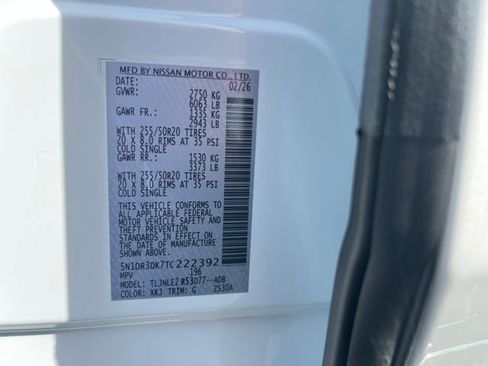 MFD BY NISSAN MOTOR CO., LTD.
DATE: 02/26
GVWR: 2750 KG
6063 LB
GAWR FR.: 1335 KG
2943 LB
WITH 255/50R20 TIRES
20 X 8.0 RIMS AT 35 PSI
COLD SINGLE
GAWR RR.: 1530 KG
3373 LB
WITH 255/50R20 TIRES
20 X 8.0 RIMS AT 35 PSI
COLD SINGLE
THIS VEHICLE CONFORMS TO
ALL APPLICABLE FEDERAL
MOTOR VEHICLE SAFETY
AND THEFT PREVENTION
STANDARDS IN EFFECT ON
THE DATE OF MANUFACTURE
SHOWN ABOVE.
5N1DR3DK7TC222392
MPV 196
MODEL: TLJNLEZ R53D77--ADB
COLOR: XKJ TRIM: G ZS30A